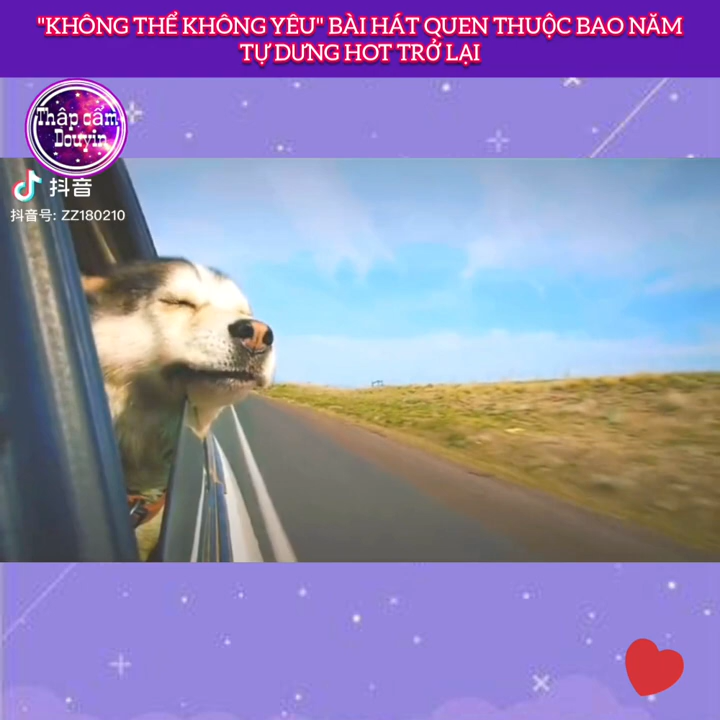 "KHÔNG THỂ KHÔNG YÊU" BÀI HÁT QUEN THUỘC BAO NĂM
TỰ DƯNG HOT TRỞ LẠI
Thập cẩm
Douyin
抖音
抖音号: ZZ180210